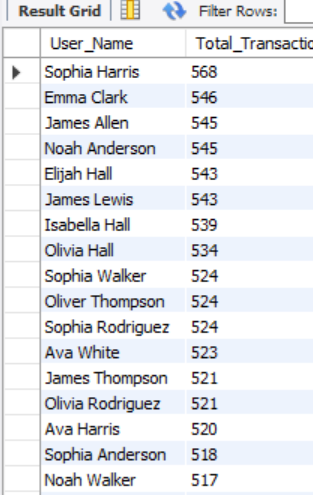 Result Grid Filter Rows:
User_Name Total_Transactio
Sophia Harris 568
Emma Clark 546
James Allen 545
Noah Anderson 545
Elijah Hall 543
James Lewis 543
Isabella Hall 539
Olivia Hall 534
Sophia Walker 524
Oliver Thompson 524
Sophia Rodriguez 524
Ava White 523
James Thompson 521
Olivia Rodriguez 521
Ava Harris 520
Sophia Anderson 518
Noah Walker 517